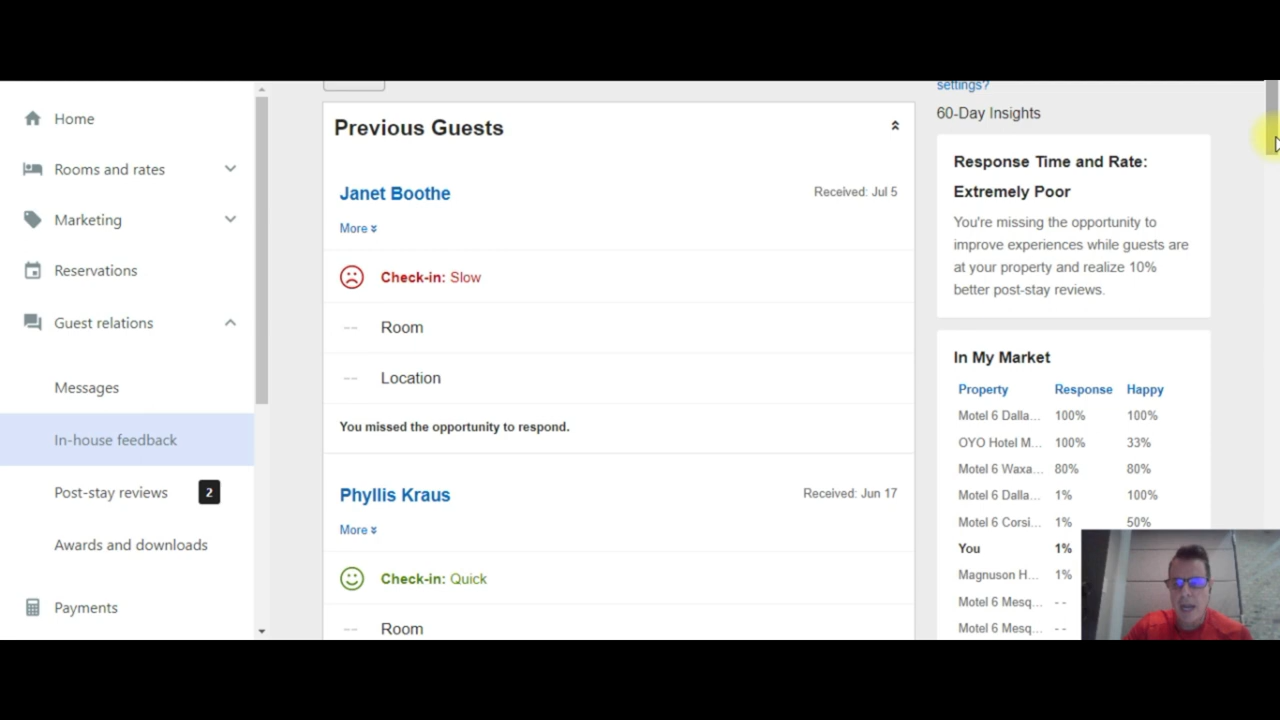 Home
Rooms and rates
Marketing
Reservations
Guest relations
Messages
In-house feedback
Post-stay reviews 2
Awards and downloads
Payments
Previous Guests
Janet Boothe Received: Jul 5
More
Check-in: Slow
-- Room
-- Location
You missed the opportunity to respond.
Phyllis Kraus Received: Jun 17
More
Check-in: Quick
-- Room
settings?
60-Day Insights
Response Time and Rate:
Extremely Poor
You're missing the opportunity to
improve experiences while guests are
at your property and realize 10%
better post-stay reviews.
In My Market
Property Response Happy
Motel 6 Dalla... 100% 100%
OYO Hotel M... 100% 33%
Motel 6 Waxa... 80% 80%
Motel 6 Dalla... 1% 100%
Motel 6 Corsi... 1% 50%
You 1%
Magnuson H... 1%
Motel 6 Mesq... --
Motel 6 Mesq... --